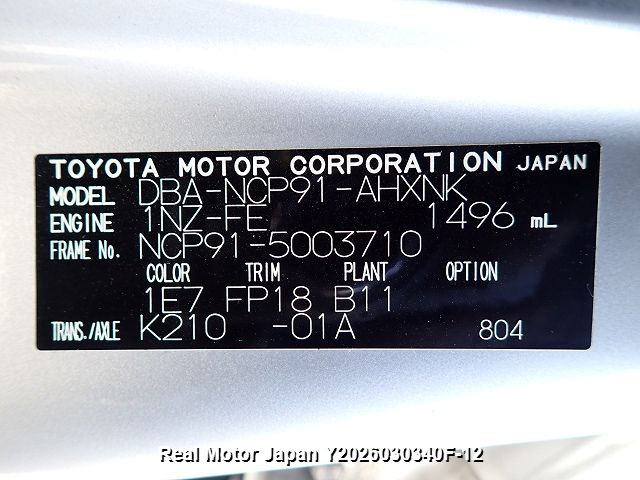 TOYOTA MOTOR CORPORATION JAPAN
MODEL DBA-NCP91-AHXNK
ENGINE 1NZ-FE 1496 mL
FRAME No. NCP91-5003710
COLOR TRIM PLANT OPTION
1E7 FP18 B11
TRANS./AXLE K210 -01A 804
Real Motor Japan Y2026030340F-12